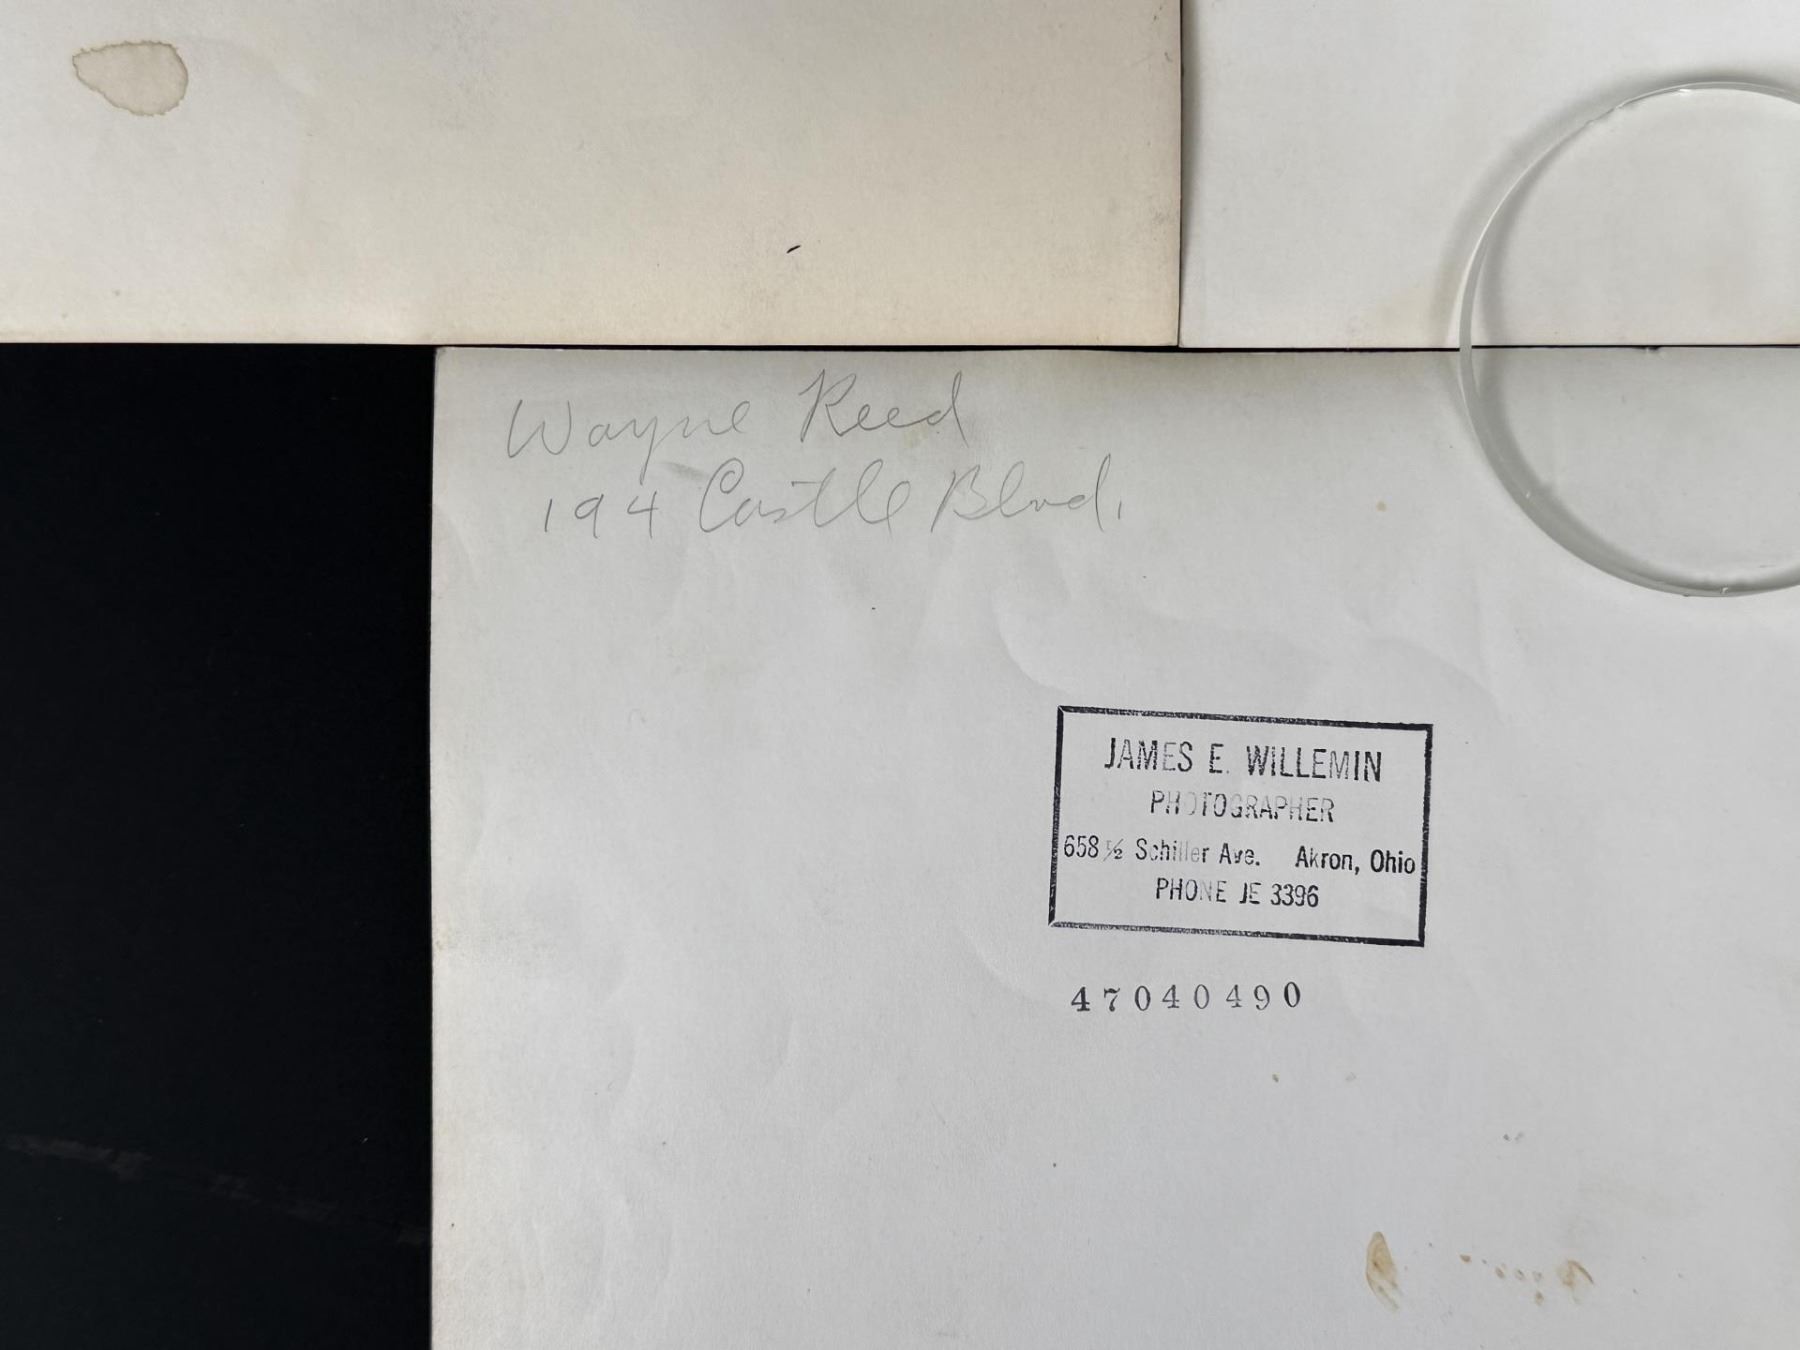 Wayne Reed
194 Castle Blvd.
JAMES E. WILLEMIN
PHOTOGRAPHER
658 1/2 Schiller Ave. Akron, Ohio
PHONE JE 3396
47040490